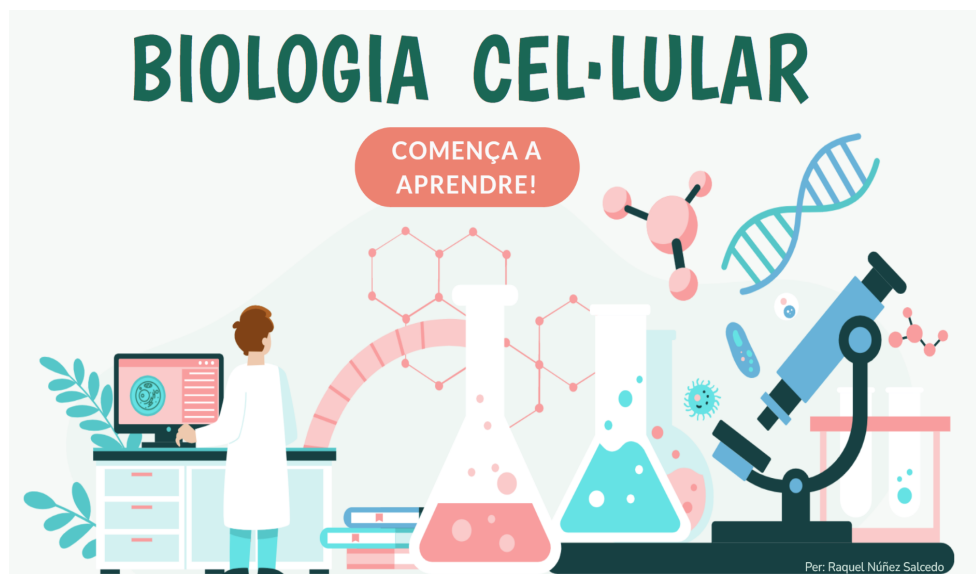 BIOLOGIA CEL·LULAR
COMENÇA A
APRENDRE!
Per: Raquel Núñez Salcedo